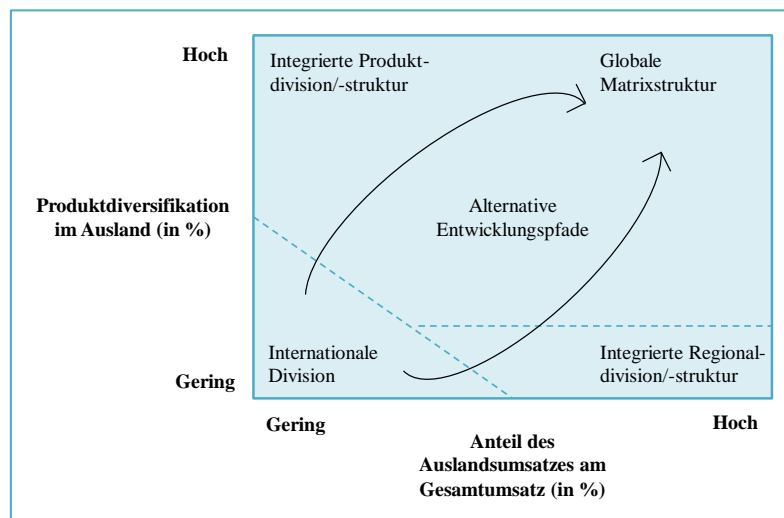 Hoch
Integrierte Produkt-
division/-struktur
Globale
Matrixstruktur
Produktdiversifikation
im Ausland (in %)
Alternative
Entwicklungspfade
Gering
Internationale
Division
Integrierte Regional-
division/-struktur
Gering
Hoch
Anteil des
Auslandsumsatzes am
Gesamtumsatz (in %)